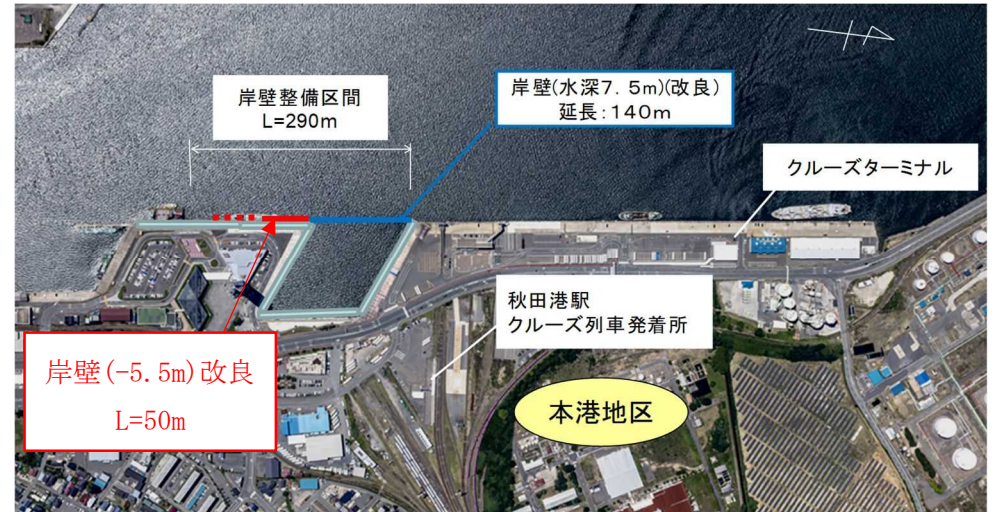 岸壁整備区間
L=290m
岸壁(水深7．5m)(改良)
延長：140m
クルーズターミナル
秋田港駅
クルーズ列車発着所
岸壁(-5.5m)改良
L=50m
本港地区